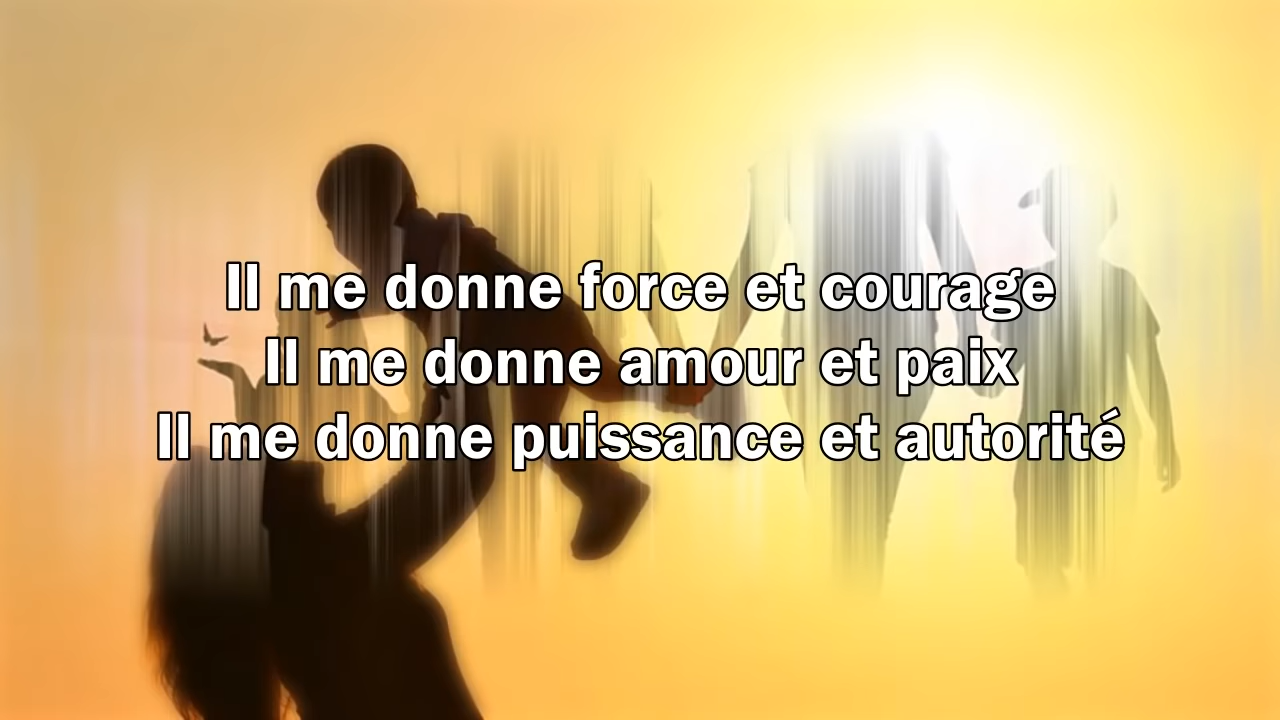 Il me donne force et courage
Il me donne amour et paix
Il me donne puissance et autorité